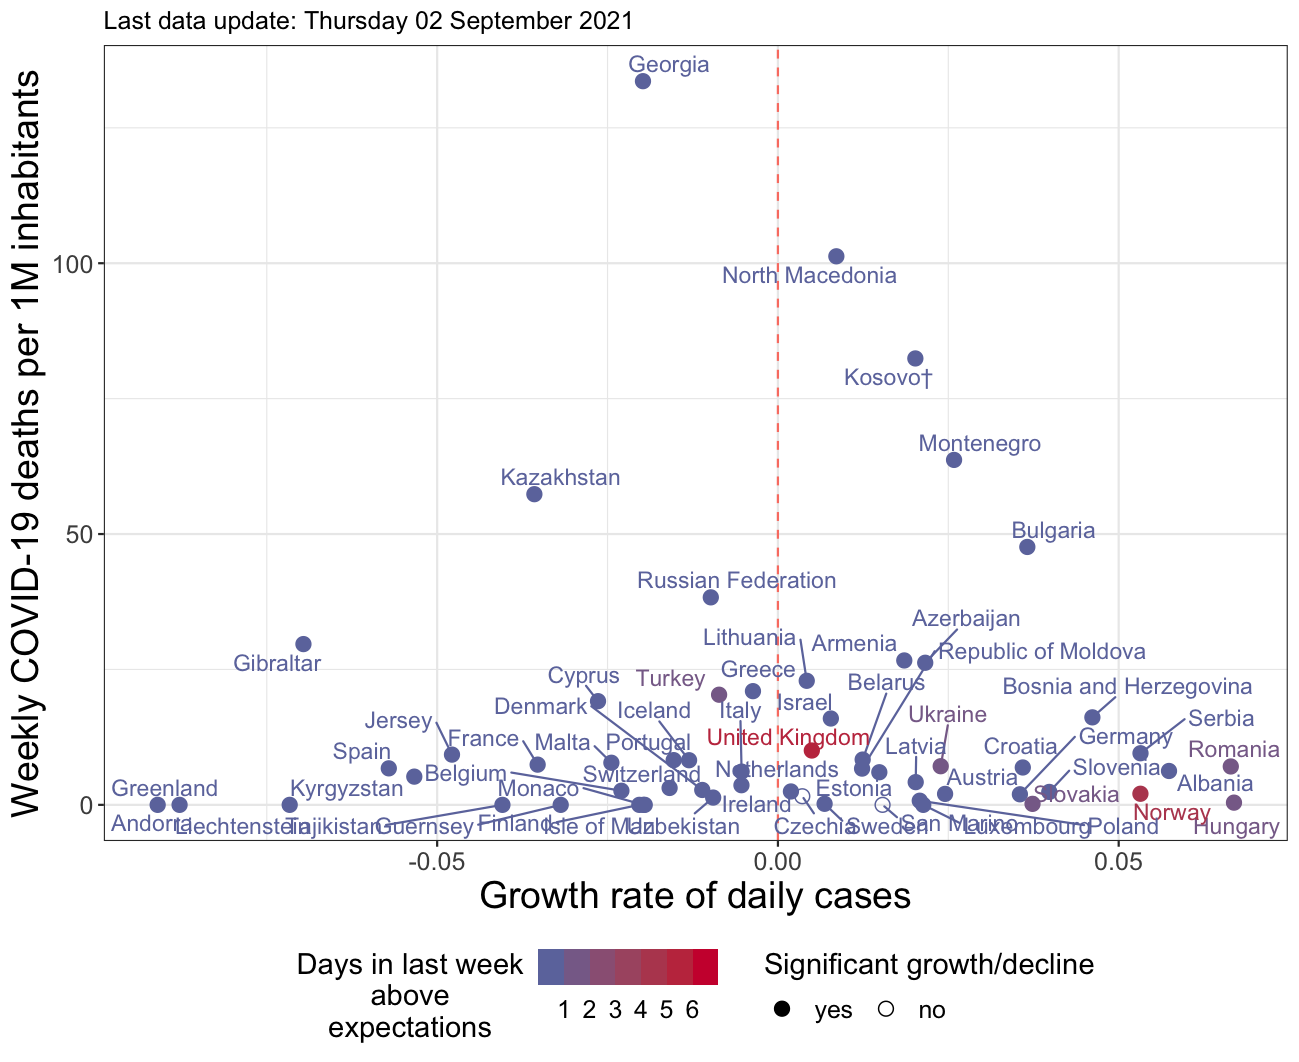 Last data update: Thursday 02 September 2021
Weekly COVID-19 deaths per 1M inhabitants
Georgia
100
North Macedonia
Kosovo†
Montenegro
Kazakhstan
50
Bulgaria
Russian Federation
Azerbaijan
Lithuania
Armenia
Republic of Moldova
Gibraltar
Greece
Cyprus
Turkey
Belarus
Bosnia and Herzegovina
Denmark
Iceland
Italy
Israel
Ukraine
Serbia
Jersey
France
Malta
Portugal
United Kingdom
Latvia
Croatia
Germany
Romania
Spain
Belgium
Switzerland
Netherlands
Austria
Slovenia
Albania
Greenland
Kyrgyzstan
Monaco
Ireland
Estonia
Slovakia
Norway
0
Andorra
Liechtenstein
Tajikistan
Guernsey
Finland
Isle of Man
Uzbekistan
Czechia
Sweden
San Marino
Luxembourg
Poland
Hungary
-0.05
0.00
0.05
Growth rate of daily cases
Days in last week
above
expectations
1 2 3 4 5 6
Significant growth/decline
yes
no